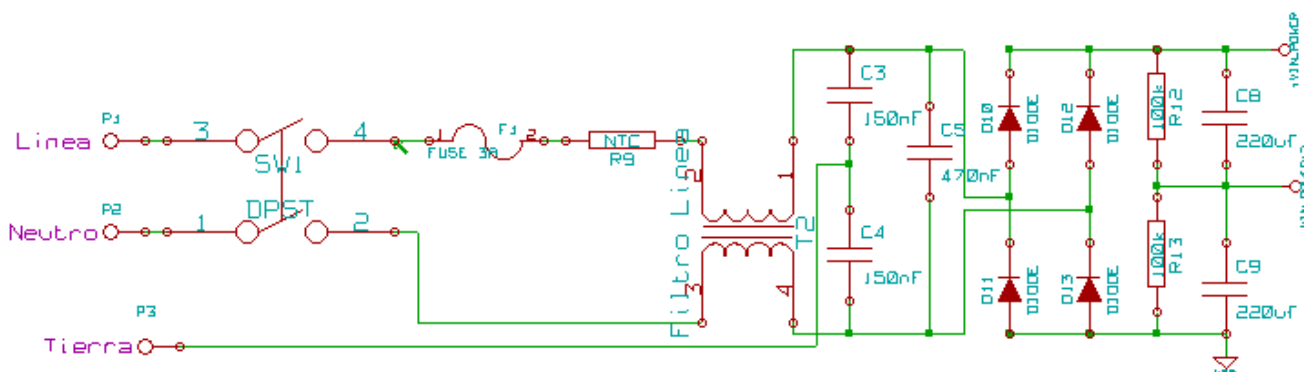 Linea
P1
3
4
SW1
1
F1
2
FUSE 3A
NTC
R9
Neutro
P2
1
DPST
2
P3
Tierra
Filtro Linea
2
1
3
4
T2
C3
150nF
C4
150nF
C5
470nF
D10
DIODE
D12
DIODE
D11
DIODE
D13
DIODE
100k
R12
100k
R13
C8
220uf
C9
220uf
+VIN_POWER